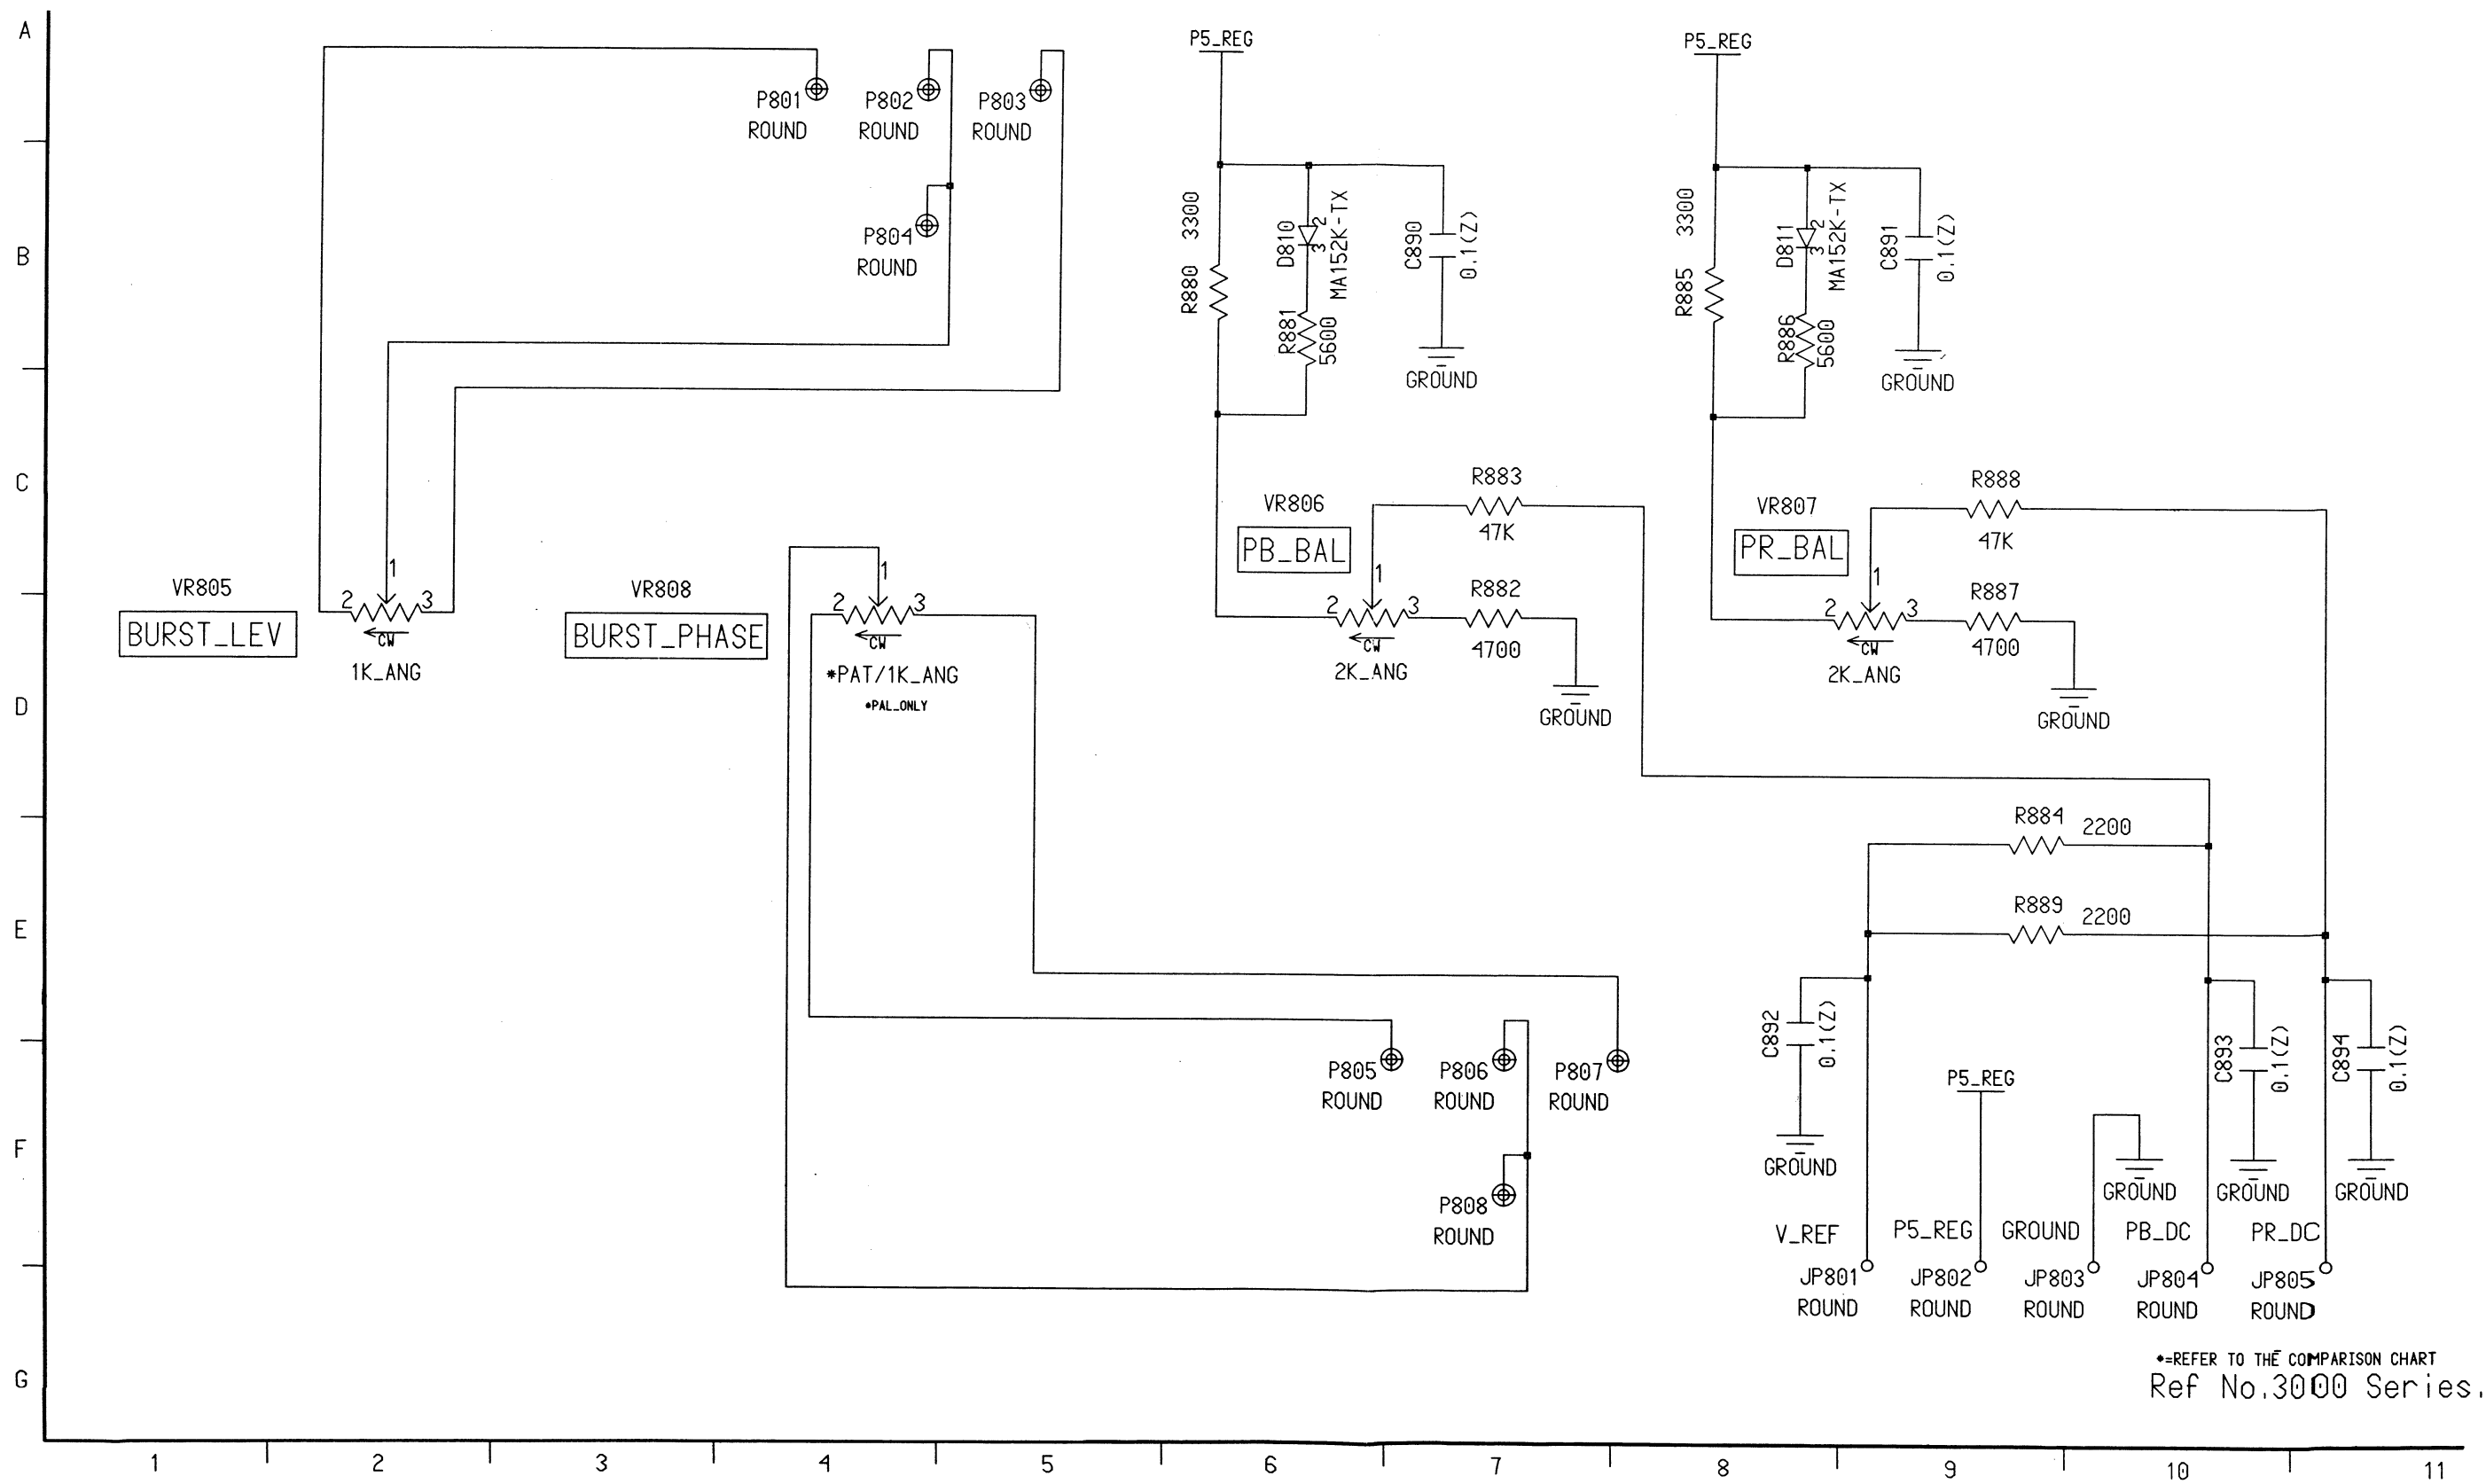 A
B
C
D
E
F
G
P801
ROUND
P802
ROUND
P803
ROUND
P804
ROUND
P5_REG
3300
R880
D810
2
3
MA152K-TX
R881
5600
C890
0.1(Z)
GROUND
P5_REG
3300
R885
D811
2
3
MA152K-TX
R886
5600
C891
0.1(Z)
GROUND
VR805
BURST_LEV
1
2
3
CW
1K_ANG
VR808
BURST_PHASE
1
2
3
CW
*PAT/1K_ANG
*PAL_ONLY
VR806
PB_BAL
1
2
3
CW
2K_ANG
R883
47K
R882
4700
GROUND
VR807
PR_BAL
1
2
3
CW
2K_ANG
R888
47K
R887
4700
GROUND
R884
2200
R889
2200
P805
ROUND
P806
ROUND
P807
ROUND
P808
ROUND
C892
0.1(Z)
GROUND
P5_REG
GROUND
C893
0.1(Z)
GROUND
C894
0.1(Z)
GROUND
V_REF
P5_REG
GROUND
PB_DC
PR_DC
JP801
ROUND
JP802
ROUND
JP803
ROUND
JP804
ROUND
JP805
ROUND
*=REFER TO THE COMPARISON CHART
Ref No.3000 Series.
1
2
3
4
5
6
7
8
9
10
11